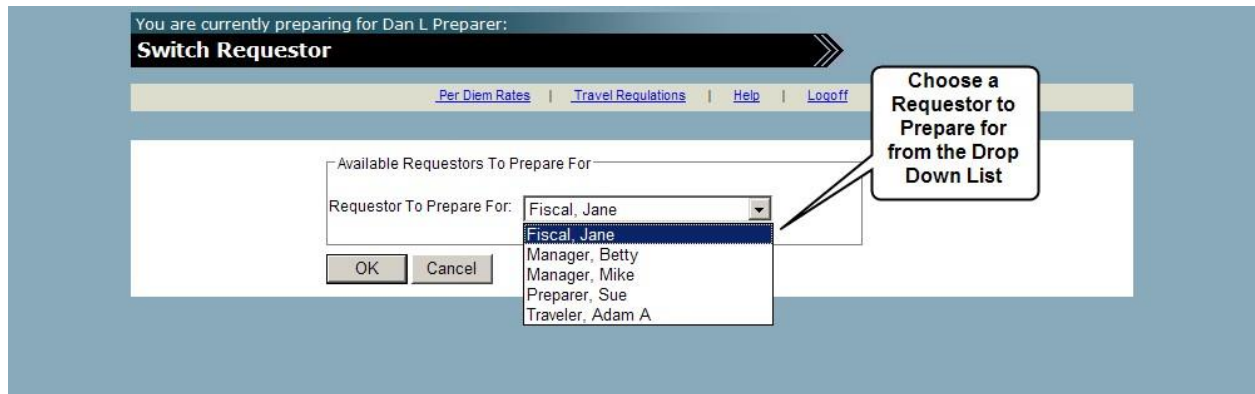 You are currently preparing for Dan L Preparer:
Switch Requestor
Per Diem Rates | Travel Regulations | Help | Logoff
Choose a
Requestor to
Prepare for
from the Drop
Down List
Available Requestors To Prepare For
Requestor To Prepare For: Fiscal, Jane
Fiscal, Jane
Manager, Betty
Manager, Mike
Preparer, Sue
Traveler, Adam A
OK Cancel